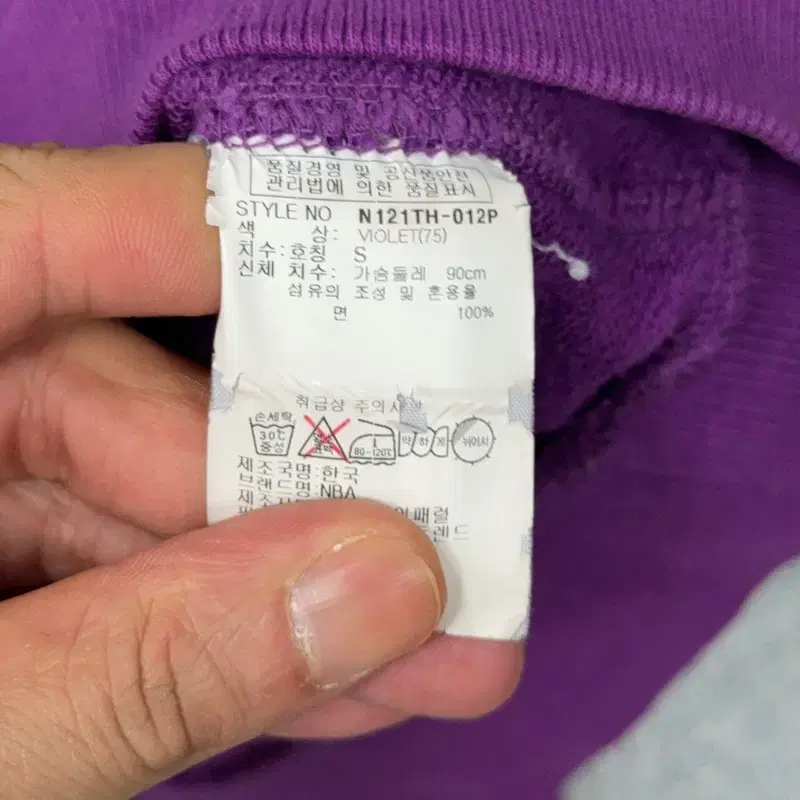 품질경영 및 공산품안전
관리법에 의한 품질표시
STYLE NO N121TH-012P
색 상: VIOLET(75)
치수:호칭 S
신체 치수: 가슴둘레 90cm
섬유의 조성 및 혼용율
면 100%
취급상 주의사항
손세탁
30℃
중성
80-120℃
약하게
뉘어서
제조국명:한국
브랜드명:NBA